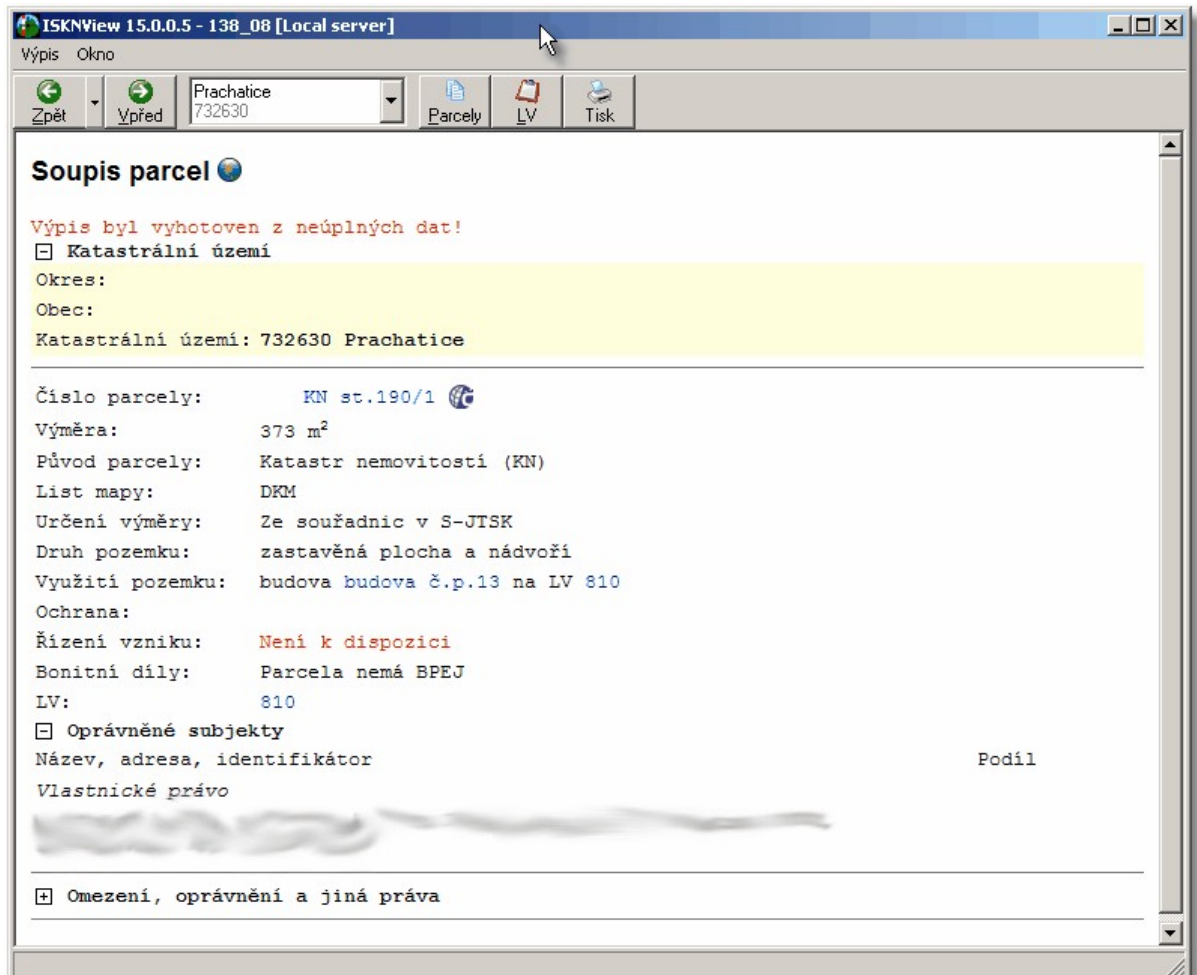 ISKNView 15.0.0.5 - 138_08 [Local server]
Výpis Okno
Zpět Vpřed Prachatice 732630 Parcely LV Tisk
Soupis parcel
Výpis byl vyhotoven z neúplných dat!
Katastrální území
Okres:
Obec:
Katastrální území: 732630 Prachatice
Číslo parcely: KN st.190/1
Výměra: 373 m²
Původ parcely: Katastr nemovitostí (KN)
List mapy: DKM
Určení výměry: Ze souřadnic v S-JTSK
Druh pozemku: zastavěná plocha a nádvoří
Využití pozemku: budova budova č.p.13 na LV 810
Ochrana:
Řízení vzniku: Není k dispozici
Bonitní díly: Parcela nemá BPEJ
LV: 810
Oprávněné subjekty
Název, adresa, identifikátor Podíl
Vlastnické právo
Omezení, oprávnění a jiná práva